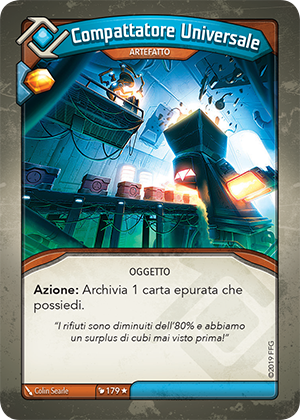 Compattatore Universale
ARTEFATTO
OGGETTO
Azione: Archivia 1 carta epurata che
possiedi.
“I rifiuti sono diminuiti dell’80% e abbiamo
un surplus di cubi mai visto prima!”
Colin Searle
179
©2019 FFG